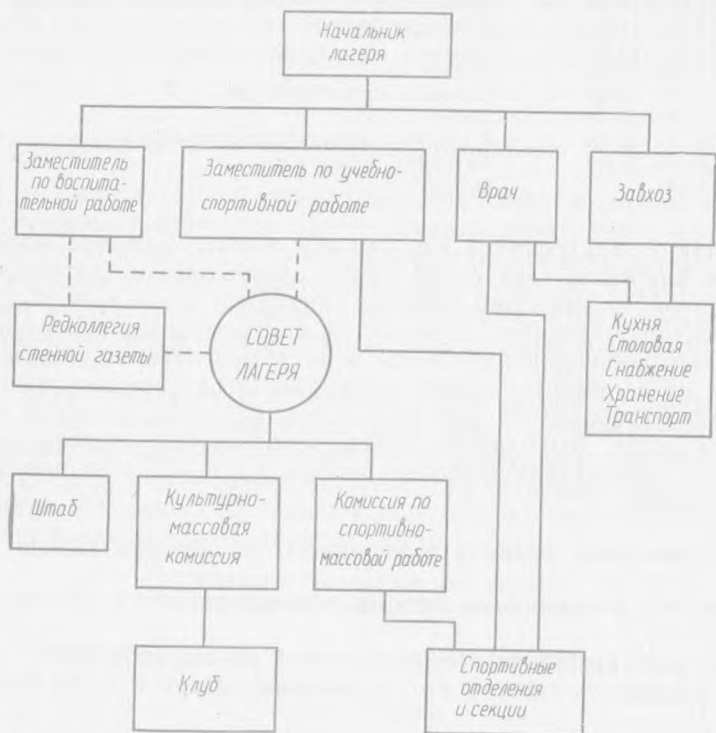 Начальник
лагеря
Заместитель
по воспита-
тельной работе
Заместитель по учебно-
спортивной работе
Врач
Завхоз
Редколлегия
стенной газеты
СОВЕТ
ЛАГЕРЯ
Кухня
Столовая
Снабжение
Хранение
Транспорт
Штаб
Культурно-
массовая
комиссия
Комиссия по
спортивно-
массовой работе
Клуб
Спортивные
отделения
и секции